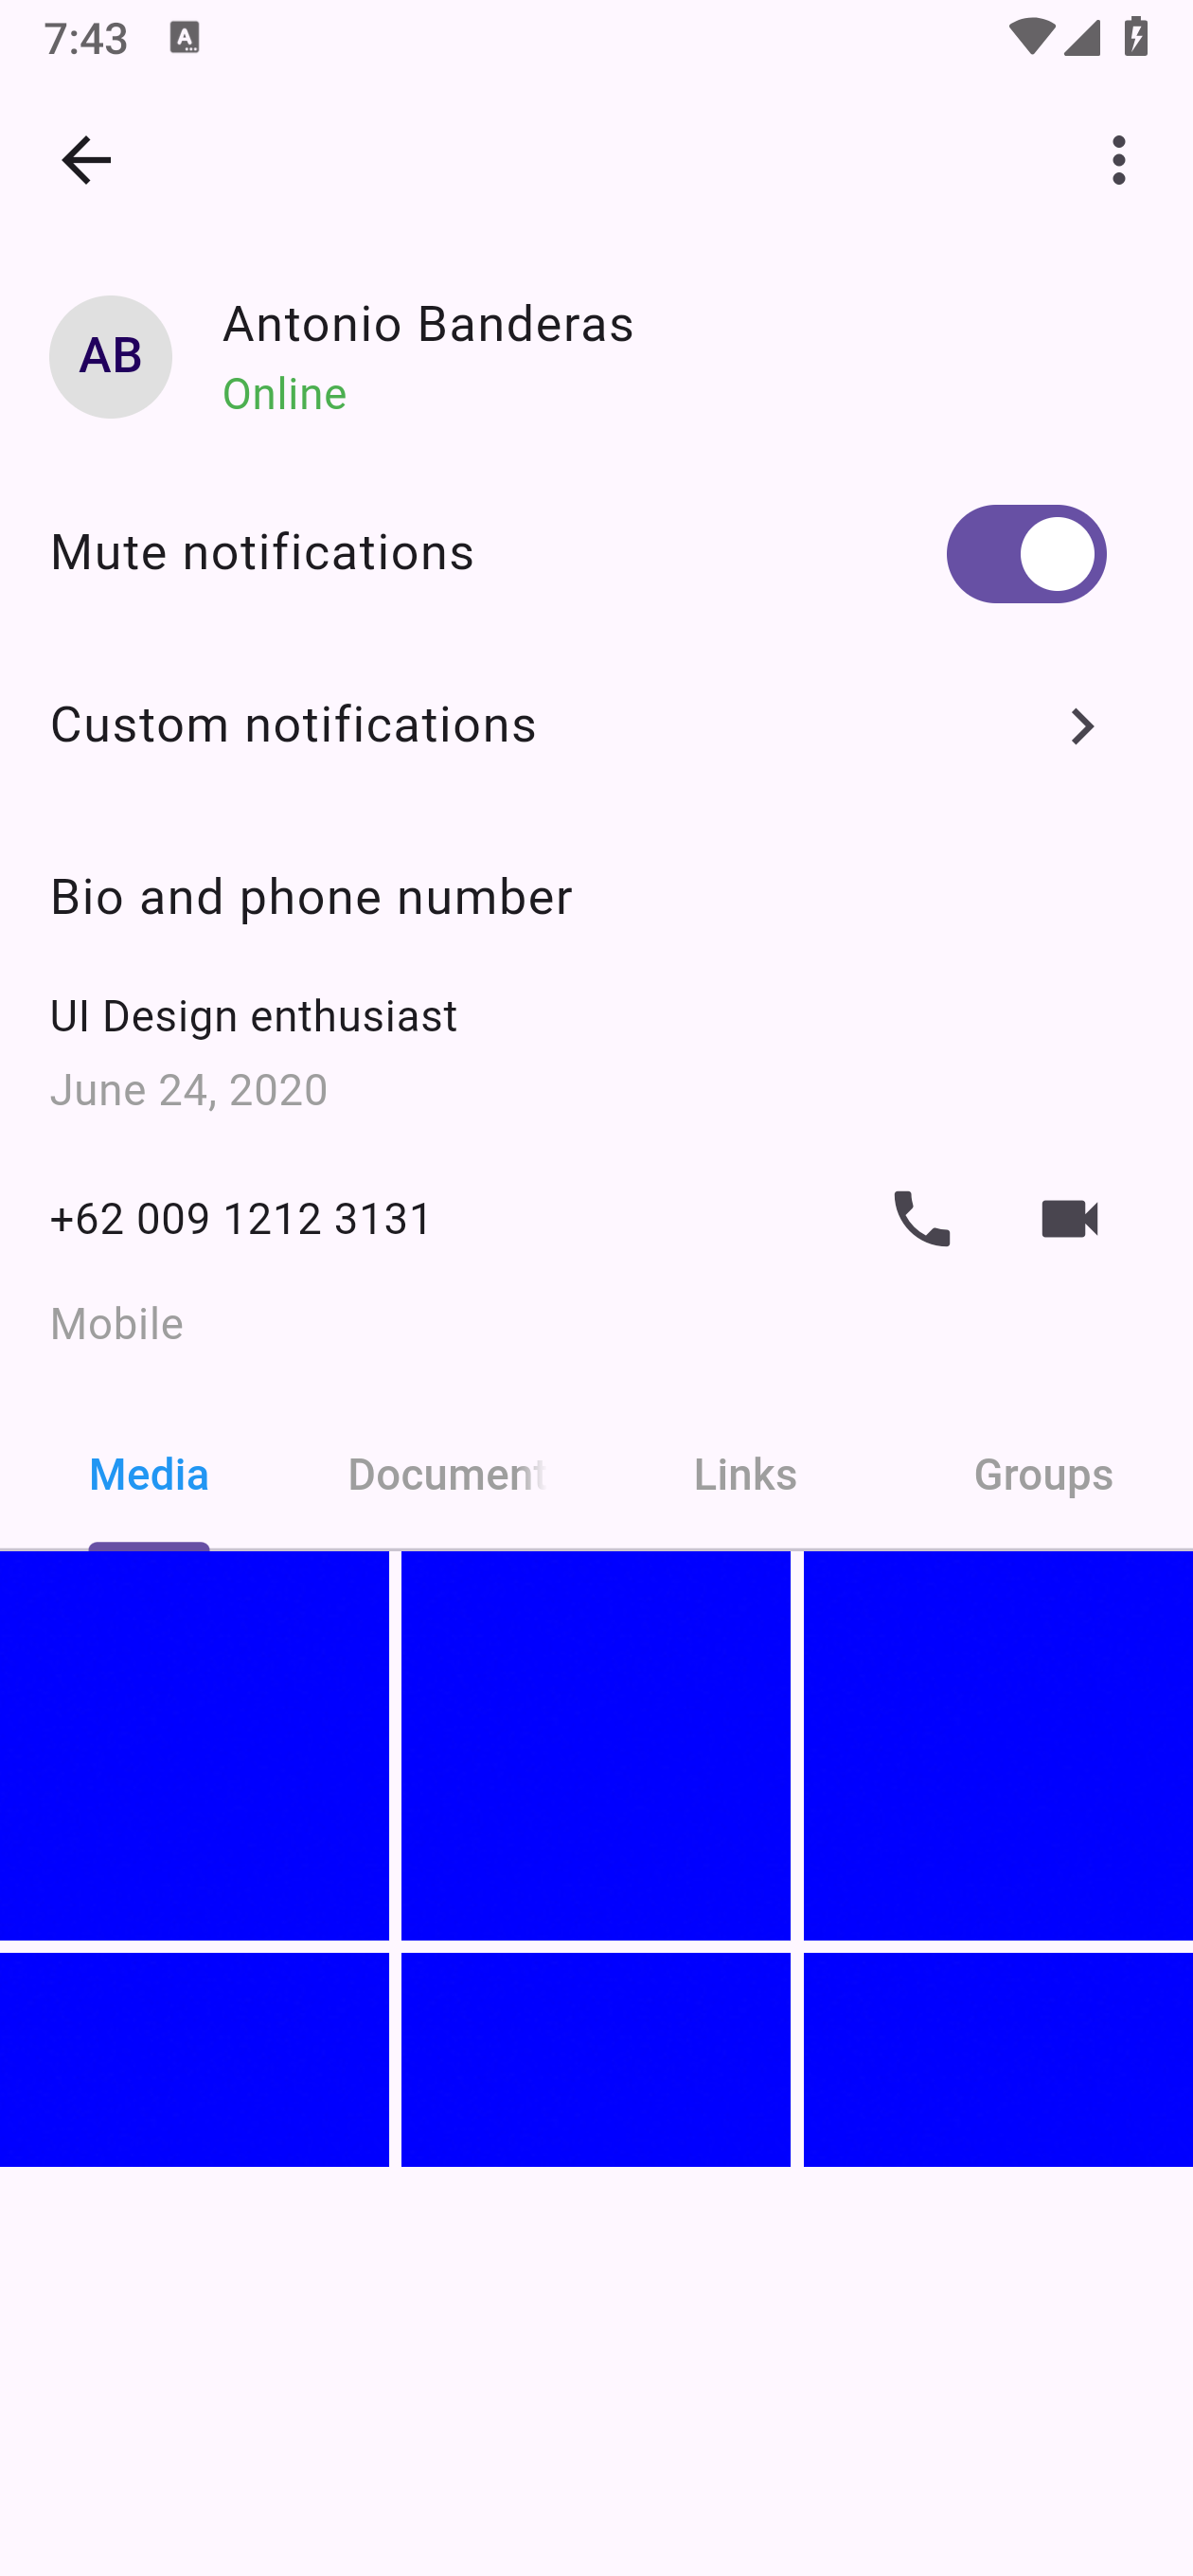 7:43
A
AB
Antonio Banderas
Online
Mute notifications
Custom notifications
Bio and phone number
UI Design enthusiast
June 24, 2020
+62 009 1212 3131
Mobile
Media Document Links Groups